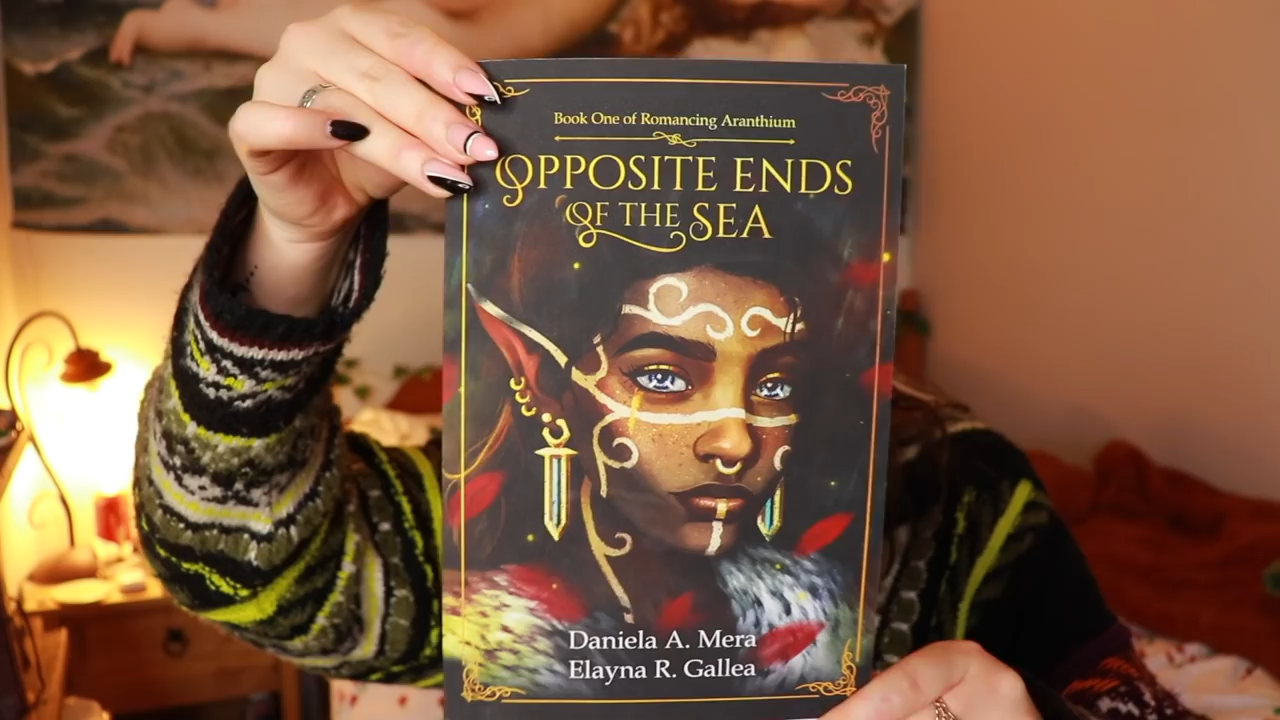 Book One of Romancing Aranthium
OPPOSITE ENDS
OF THE SEA
Daniela A. Mera
Elayna R. Gallea